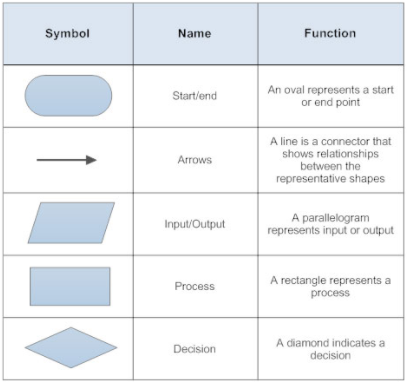 Symbol Name Function
Start/end
An oval represents a start
or end point
Arrows
A line is a connector that
shows relationships
between the
representative shapes
Input/Output
A parallelogram
represents input or output
Process
A rectangle represents a
process
Decision
A diamond indicates a
decision